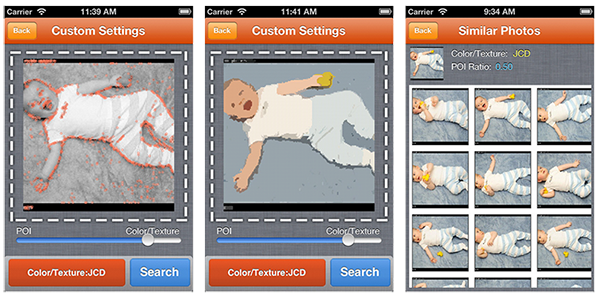 Carrier 11:39 AM
Back Custom Settings
POI Color/Texture
Color/Texture:JCD Search
Carrier 11:41 AM
Back Custom Settings
POI Color/Texture
Color/Texture:JCD Search
Carrier 9:34 AM
Back Similar Photos
Color/Texture: JCD
POI Ratio: 0.50